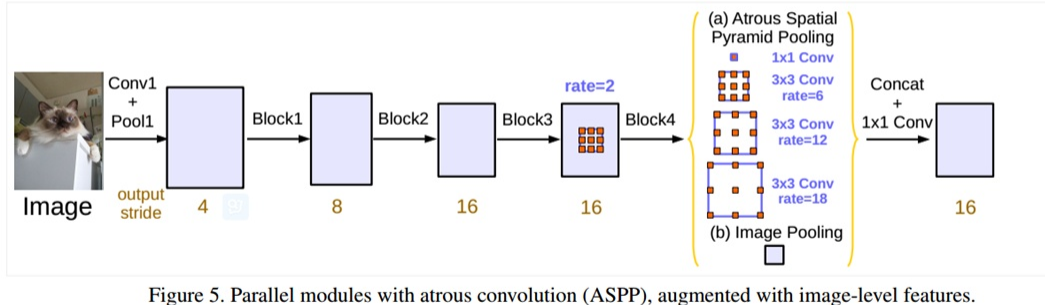 (a) Atrous Spatial
Pyramid Pooling
1x1 Conv
3x3 Conv
rate=6
3x3 Conv
rate=12
3x3 Conv
rate=18
(b) Image Pooling
Conv1
+
Pool1
Block1
Block2
Block3
rate=2
Block4
Concat
+
1x1 Conv
Image
output
stride
4
8
16
16
16
Figure 5. Parallel modules with atrous convolution (ASPP), augmented with image-level features.